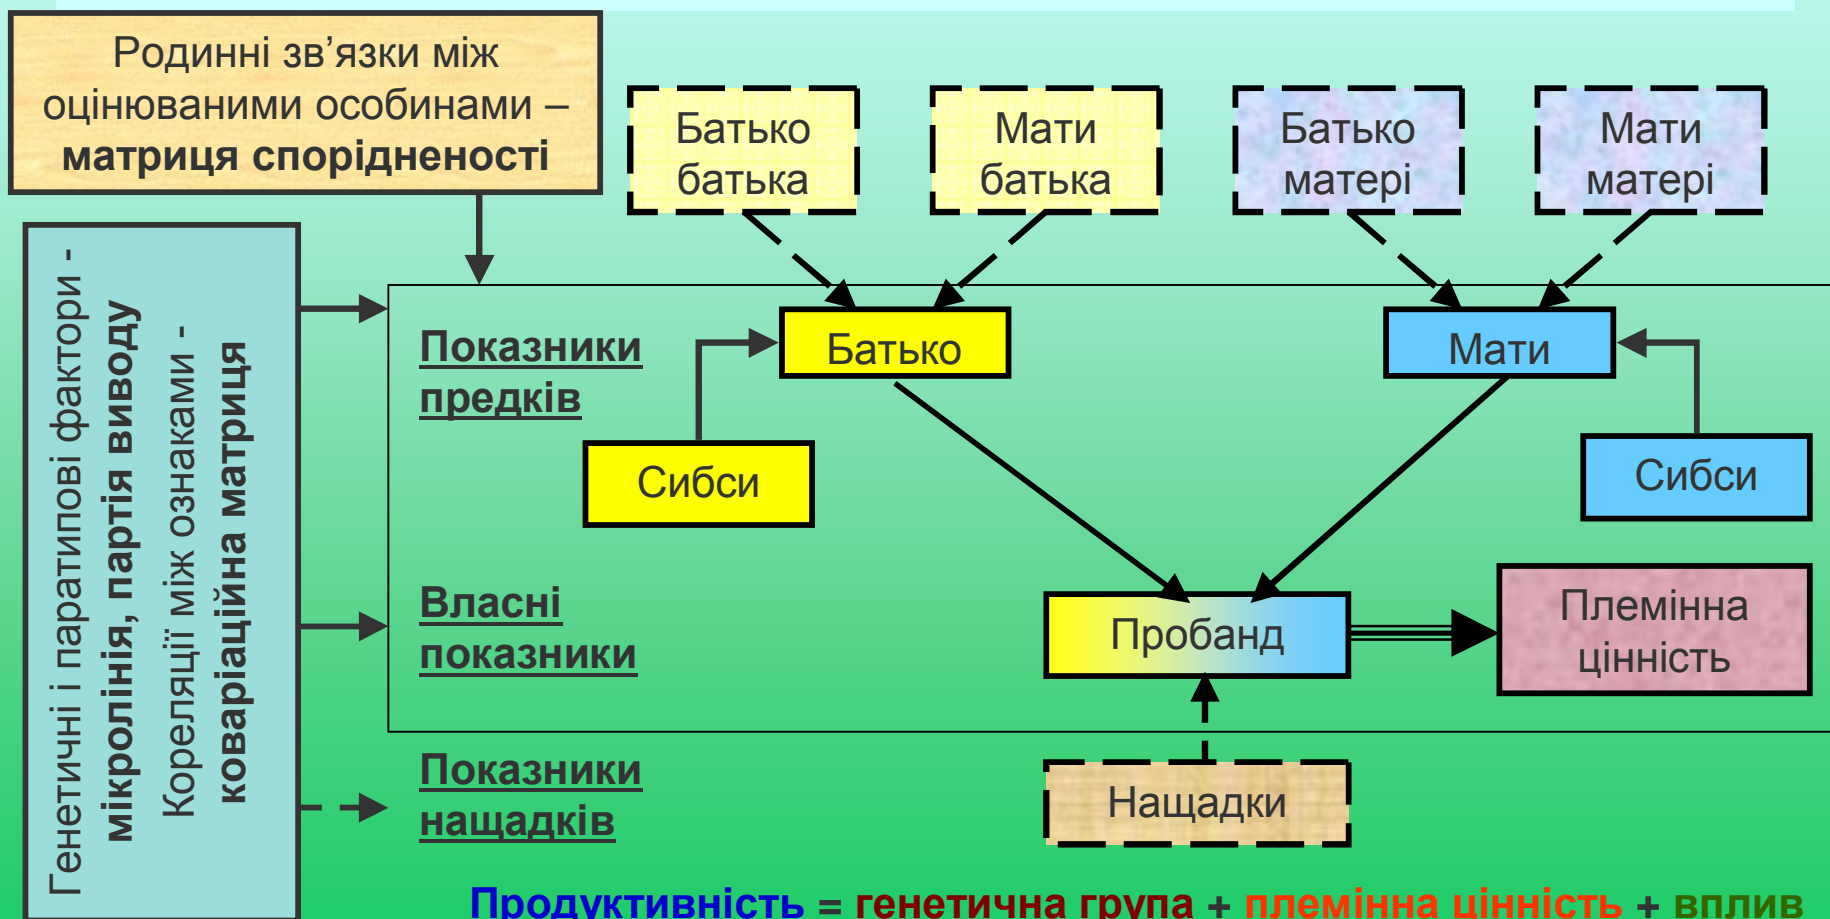 Родинні зв’язки між
оцінюваними особинами –
матриця спорідненості
Батько
батька
Мати
батька
Батько
матері
Мати
матері
Генетичні і паратипові фактори -
мікролінія, партія виводу
Кореляції між ознаками -
коваріаційна матриця
Показники
предків
Батько
Мати
Сибси
Сибси
Власні
показники
Пробанд
Племінна
цінність
Показники
нащадків
Нащадки
Продуктивність = генетична група + племінна цінність + вплив